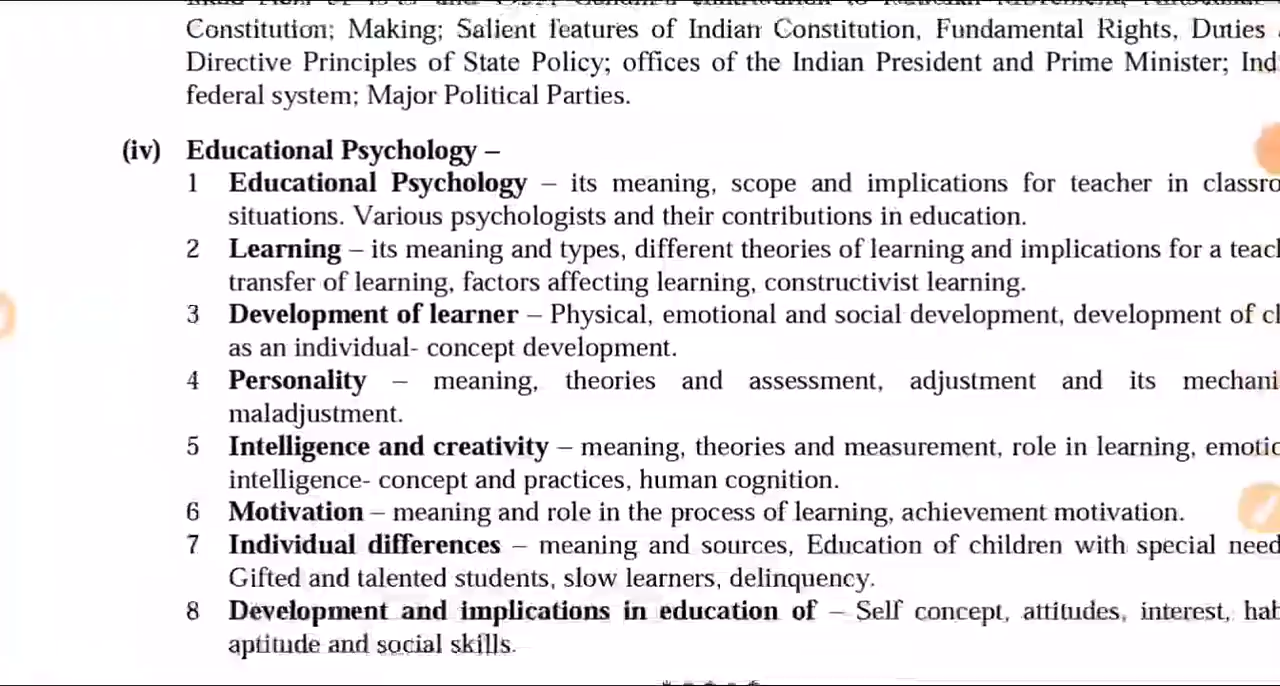 Constitution; Making; Salient features of Indian Constitution, Fundamental Rights, Duties
Directive Principles of State Policy; offices of the Indian President and Prime Minister; Ind
federal system; Major Political Parties.
(iv) Educational Psychology –
1 Educational Psychology – its meaning, scope and implications for teacher in classro
situations. Various psychologists and their contributions in education.
2 Learning – its meaning and types, different theories of learning and implications for a teac
transfer of learning, factors affecting learning, constructivist learning.
3 Development of learner – Physical, emotional and social development, development of c
as an individual- concept development.
4 Personality – meaning, theories and assessment, adjustment and its mechani
maladjustment.
5 Intelligence and creativity – meaning, theories and measurement, role in learning, emotio
intelligence- concept and practices, human cognition.
6 Motivation – meaning and role in the process of learning, achievement motivation.
7 Individual differences – meaning and sources, Education of children with special need
Gifted and talented students, slow learners, delinquency.
8 Development and implications in education of – Self concept, attitudes, interest, hab
aptitude and social skills.